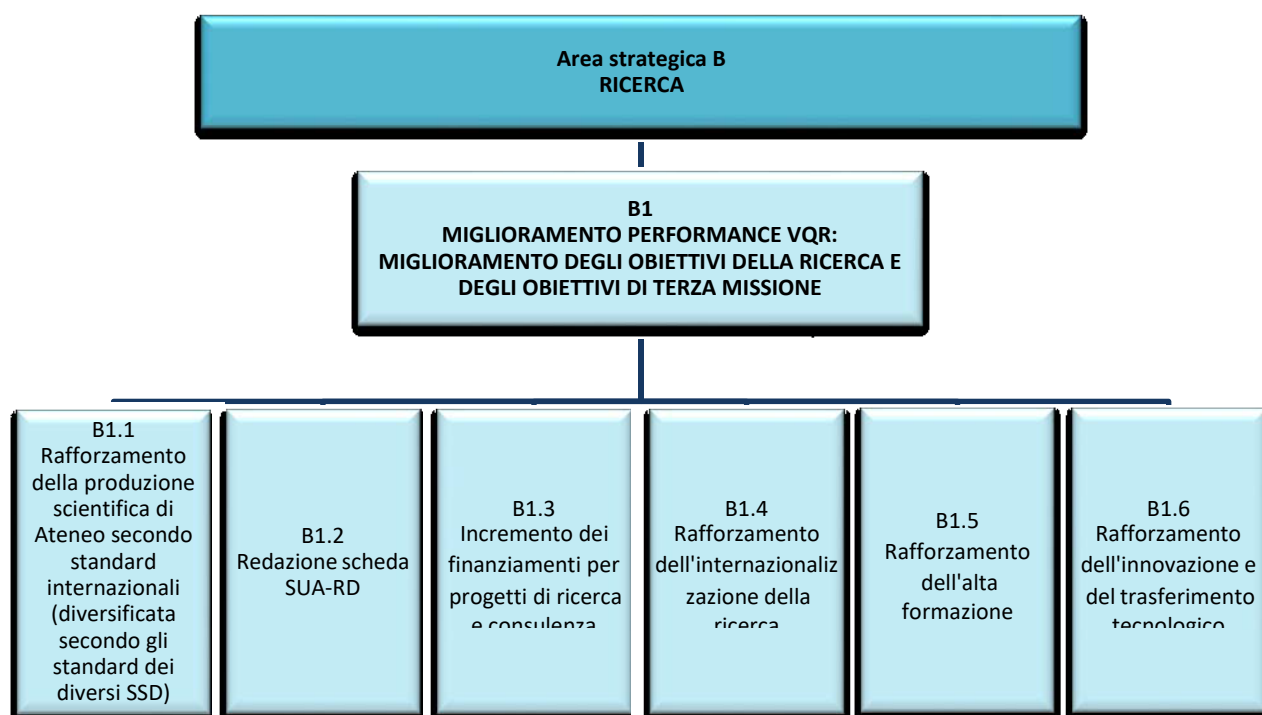 Area strategica B
RICERCA
B1
MIGLIORAMENTO PERFORMANCE VQR:
MIGLIORAMENTO DEGLI OBIETTIVI DELLA RICERCA E
DEGLI OBIETTIVI DI TERZA MISSIONE
B1.1
Rafforzamento
della produzione
scientifica di
Ateneo secondo
standard
internazionali
(diversificata
secondo gli
standard dei
diversi SSD)
B1.2
Redazione scheda
SUA-RD
B1.3
Incremento dei
finanziamenti per
progetti di ricerca
e consulenza
B1.4
Rafforzamento
dell'internazionaliz
zazione della
ricerca
B1.5
Rafforzamento
dell'alta
formazione
B1.6
Rafforzamento
dell'innovazione e
del trasferimento
tecnologico